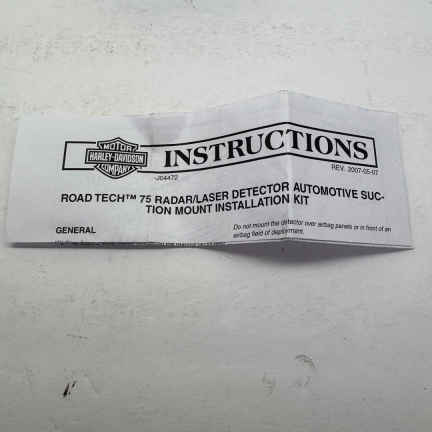 MOTOR
HARLEY-DAVIDSON
COMPANY
INSTRUCTIONS
-J04472
REV. 2007-05-07
ROAD TECH™ 75 RADAR/LASER DETECTOR AUTOMOTIVE SUC-
TION MOUNT INSTALLATION KIT
GENERAL
Do not mount the detector over airbag panels or in front of an
airbag field of deployment.